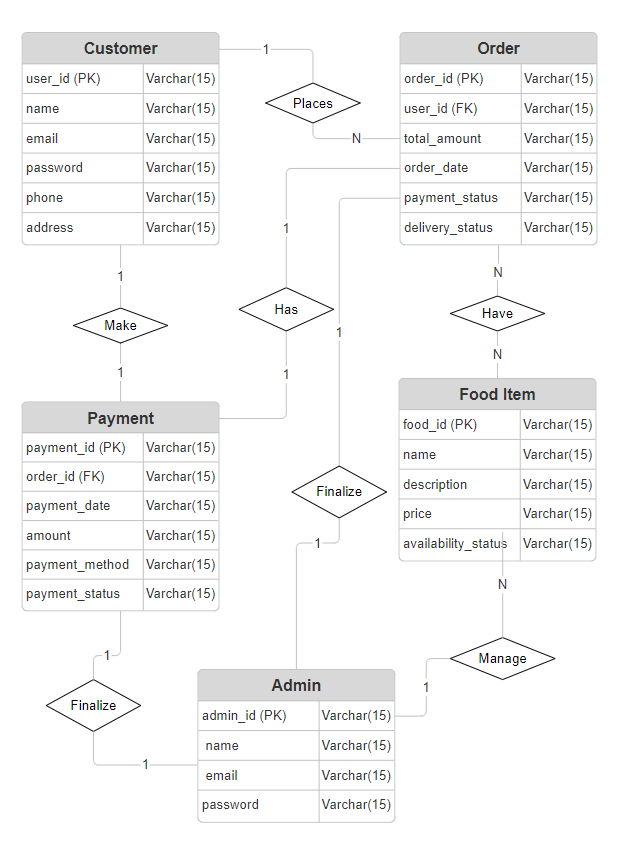 Customer
user_id (PK) Varchar(15)
name Varchar(15)
email Varchar(15)
password Varchar(15)
phone Varchar(15)
address Varchar(15)
1
Places
N
Order
order_id (PK) Varchar(15)
user_id (FK) Varchar(15)
total_amount Varchar(15)
order_date Varchar(15)
payment_status Varchar(15)
delivery_status Varchar(15)
1
Make
1
1
Has
1
1
Finalize
1
N
Have
N
Payment
payment_id (PK) Varchar(15)
order_id (FK) Varchar(15)
payment_date Varchar(15)
amount Varchar(15)
payment_method Varchar(15)
payment_status Varchar(15)
Food Item
food_id (PK) Varchar(15)
name Varchar(15)
description Varchar(15)
price Varchar(15)
availability_status Varchar(15)
N
Manage
1
1
Finalize
1
Admin
admin_id (PK) Varchar(15)
name Varchar(15)
email Varchar(15)
password Varchar(15)